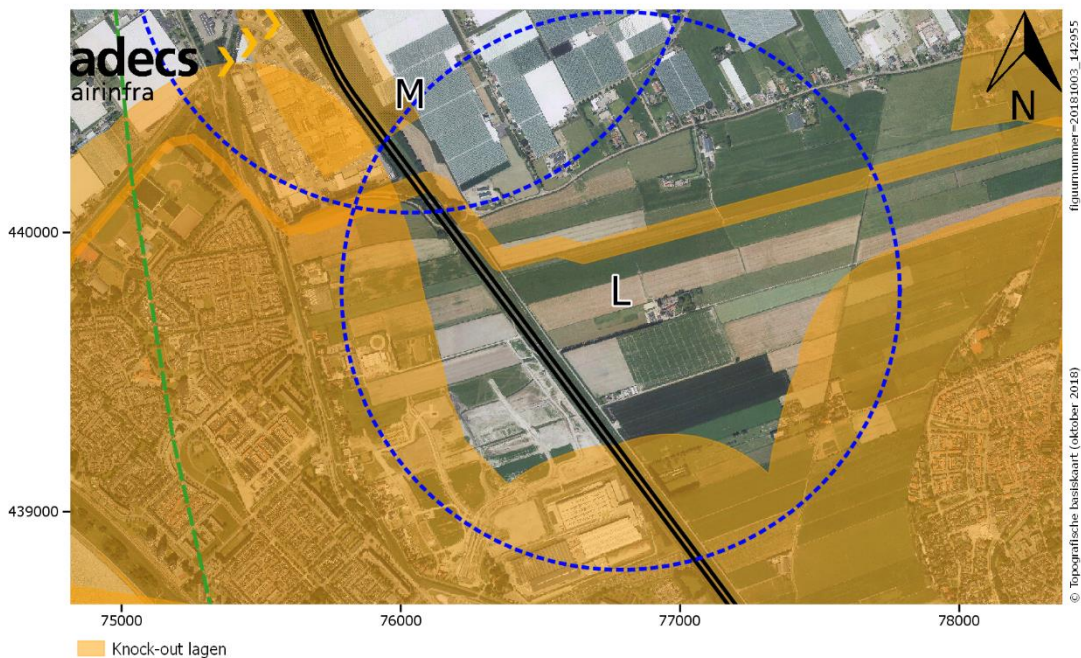 adecs
airinfra
M
L
N
440000
439000
75000
76000
77000
78000
Knock-out lagen
figuurnummer=20181003_142955
© Topografische basiskaart (oktober 2018)